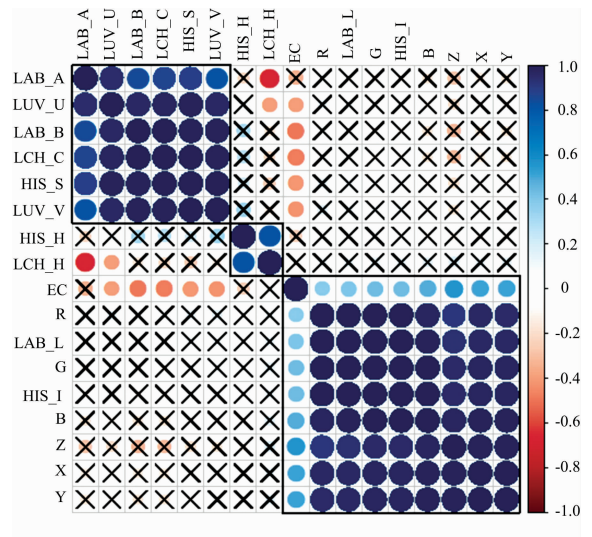 LAB_A LUV_U LAB_B LCH_C HIS_S LUV_V HIS_H LCH_H EC R LAB_L G HIS_I B Z X Y
LAB_A
LUV_U
LAB_B
LCH_C
HIS_S
LUV_V
HIS_H
LCH_H
EC
R
LAB_L
G
HIS_I
B
Z
X
Y
1.0
0.8
0.6
0.4
0.2
0
-0.2
-0.4
-0.6
-0.8
-1.0